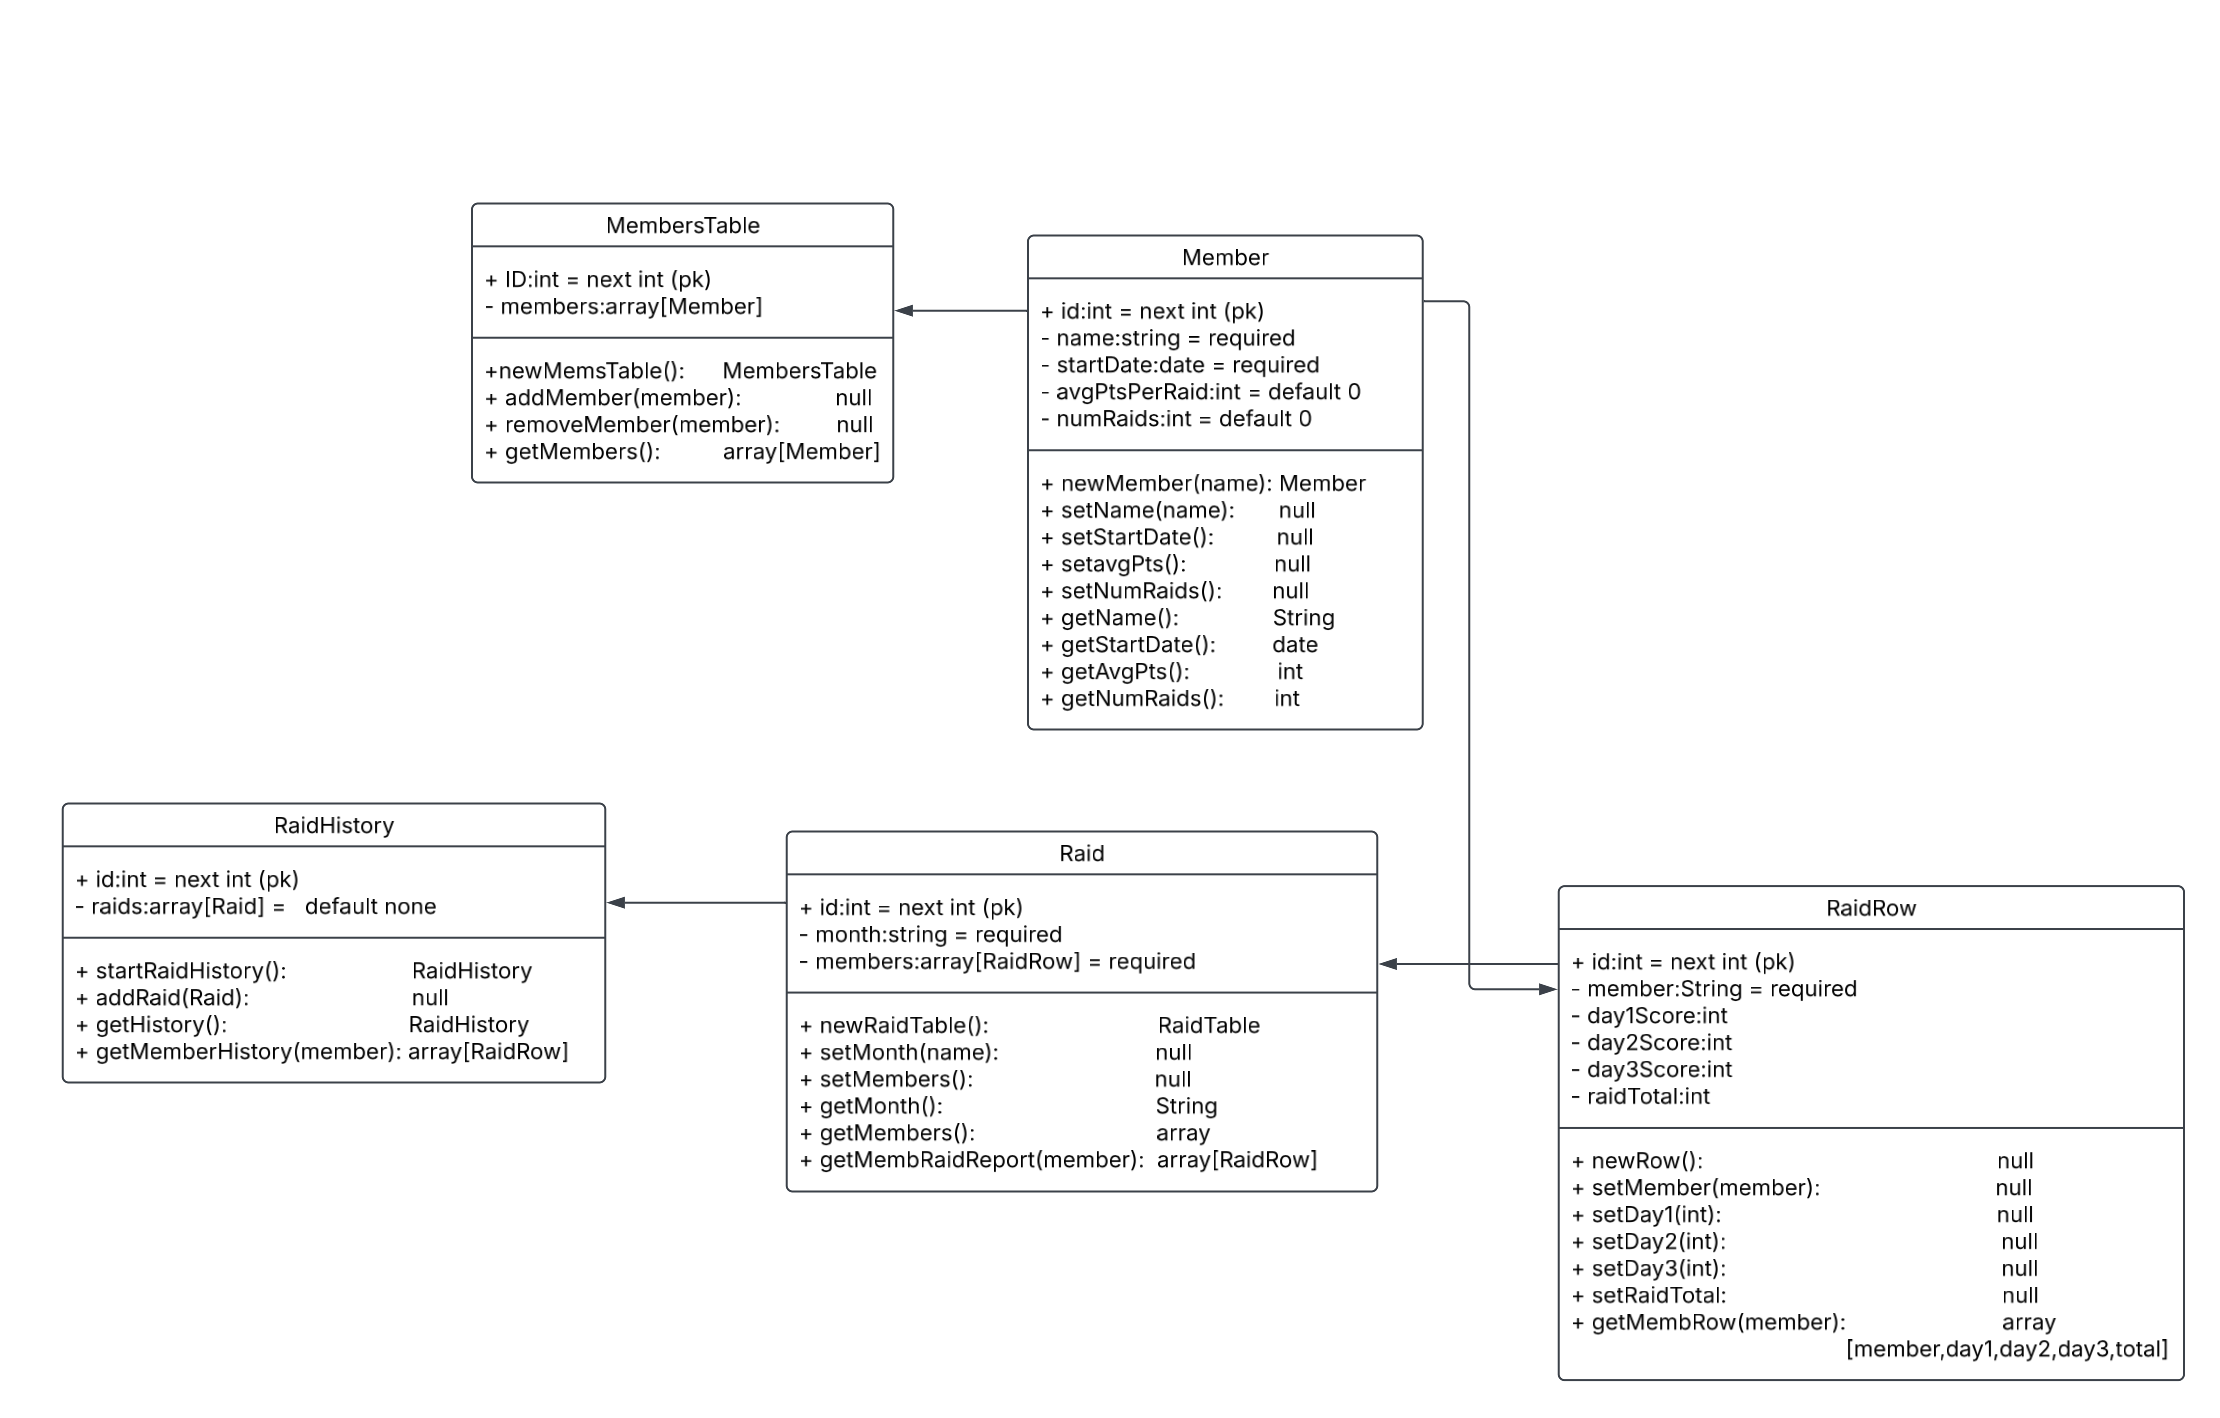 MembersTable
+ ID:int = next int (pk)
- members:array[Member]
+newMemsTable(): MembersTable
+ addMember(member): null
+ removeMember(member): null
+ getMembers(): array[Member]
Member
+ id:int = next int (pk)
- name:string = required
- startDate:date = required
- avgPtsPerRaid:int = default 0
- numRaids:int = default 0
+ newMember(name): Member
+ setName(name): null
+ setStartDate(): null
+ setavgPts(): null
+ setNumRaids(): null
+ getName(): String
+ getStartDate(): date
+ getAvgPts(): int
+ getNumRaids(): int
RaidHistory
+ id:int = next int (pk)
- raids:array[Raid] = default none
+ startRaidHistory(): RaidHistory
+ addRaid(Raid): null
+ getHistory(): RaidHistory
+ getMemberHistory(member): array[RaidRow]
Raid
+ id:int = next int (pk)
- month:string = required
- members:array[RaidRow] = required
+ newRaidTable(): RaidTable
+ setMonth(name): null
+ setMembers(): null
+ getMonth(): String
+ getMembers(): array
+ getMembRaidReport(member): array[RaidRow]
RaidRow
+ id:int = next int (pk)
- member:String = required
- day1Score:int
- day2Score:int
- day3Score:int
- raidTotal:int
+ newRow(): null
+ setMember(member): null
+ setDay1(int): null
+ setDay2(int): null
+ setDay3(int): null
+ setRaidTotal: null
+ getMembRow(member): array
[member,day1,day2,day3,total]